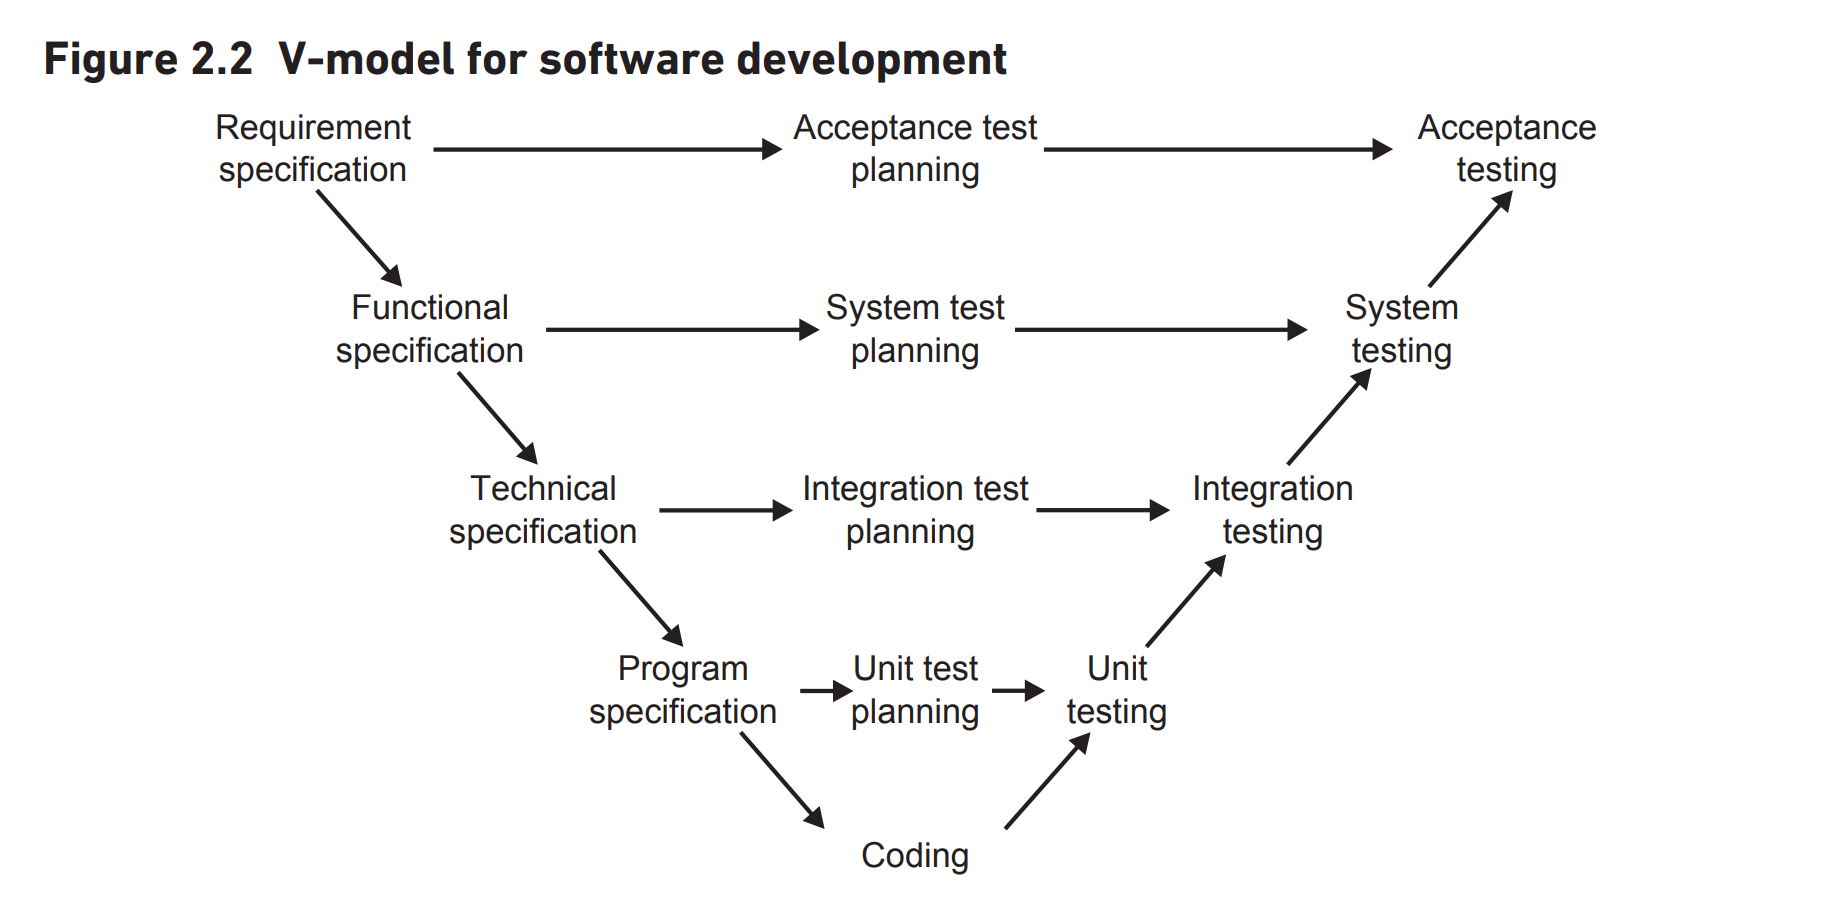 Figure 2.2 V-model for software development
Requirement
specification
Acceptance test
planning
Acceptance
testing
Functional
specification
System test
planning
System
testing
Technical
specification
Integration test
planning
Integration
testing
Program
specification
Unit test
planning
Unit
testing
Coding